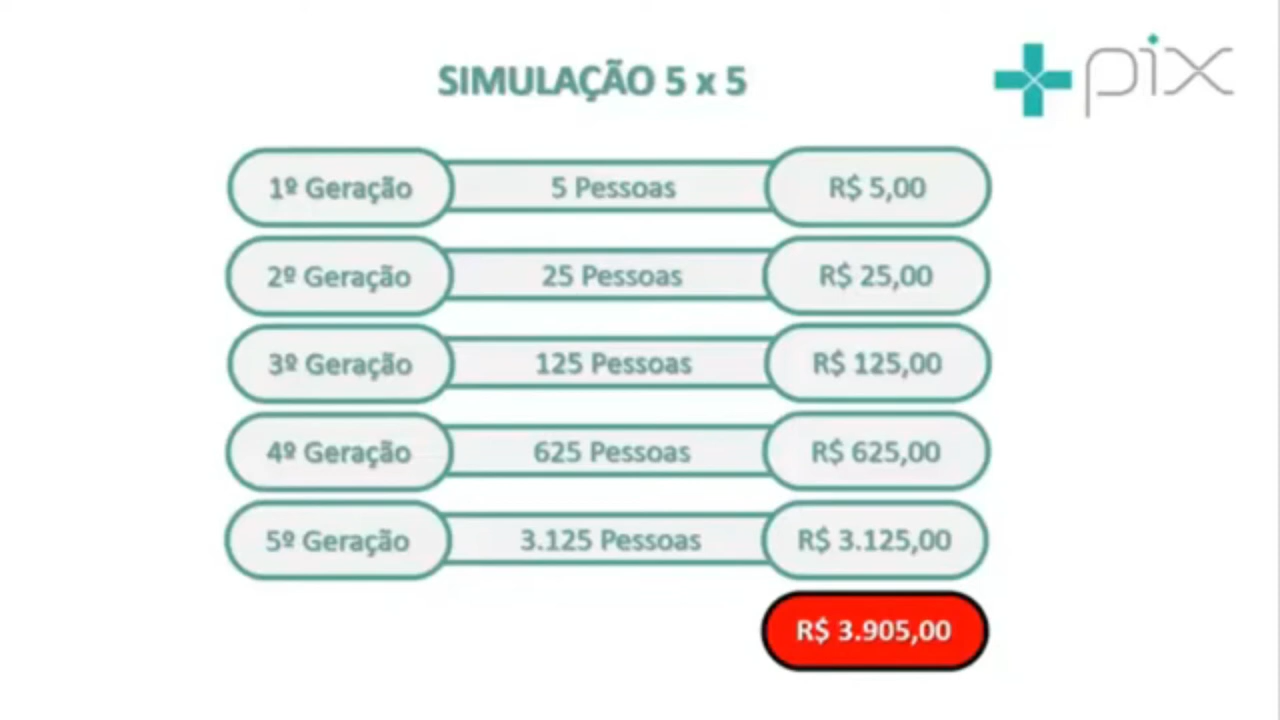 SIMULAÇÃO 5 x 5
pix
1º Geração 5 Pessoas R$ 5,00
2º Geração 25 Pessoas R$ 25,00
3º Geração 125 Pessoas R$ 125,00
4º Geração 625 Pessoas R$ 625,00
5º Geração 3.125 Pessoas R$ 3.125,00
R$ 3.905,00